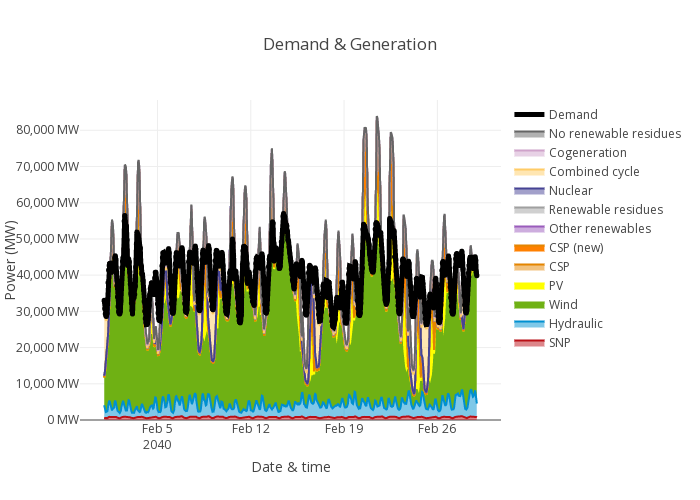 Demand & Generation
80,000 MW
70,000 MW
60,000 MW
50,000 MW
40,000 MW
30,000 MW
20,000 MW
10,000 MW
0 MW
Power (MW)
Feb 5
2040
Feb 12
Feb 19
Feb 26
Date & time
Demand
No renewable residues
Cogeneration
Combined cycle
Nuclear
Renewable residues
Other renewables
CSP (new)
CSP
PV
Wind
Hydraulic
SNP